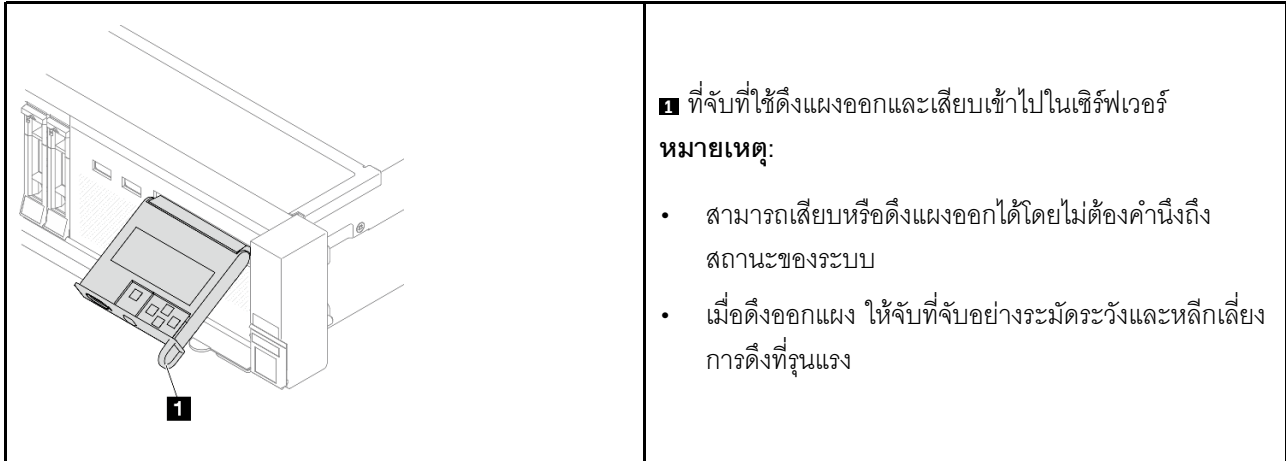 1
1 ที่จับที่ใช้ดึงแผงออกและเสียบเข้าไปในเซิร์ฟเวอร์
หมายเหตุ:
• สามารถเสียบหรือดึงแผงออกได้โดยไม่ต้องคำนึงถึง
สถานะของระบบ
• เมื่อดึงออกแผง ให้จับที่จับอย่างระมัดระวังและหลีกเลี่ยง
การดึงที่รุนแรง